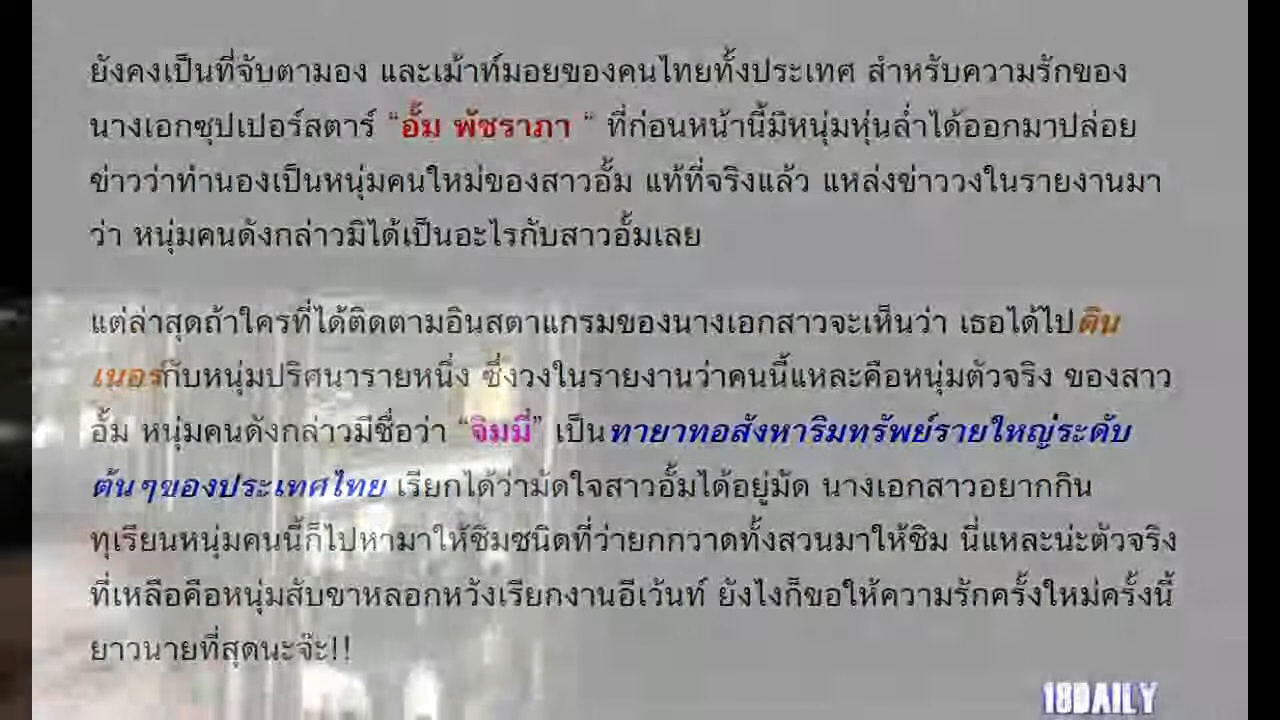 ยังคงเป็นที่จับตามอง และเม้าท์มอยของคนไทยทั้งประเทศ สำหรับความรักของ
นางเอกซุปเปอร์สตาร์ “อั้ม พัชราภา “ ที่ก่อนหน้านี้มีหนุ่มหุ่นล่ำได้ออกมาปล่อย
ข่าวว่าทำนองเป็นหนุ่มคนใหม่ของสาวอั้ม แท้ที่จริงแล้ว แหล่งข่าววงในรายงานมา
ว่า หนุ่มคนดังกล่าวมิได้เป็นอะไรกับสาวอั้มเลย
แต่ล่าสุดถ้าใครที่ได้ติดตามอินสตาแกรมของนางเอกสาวจะเห็นว่า เธอได้ไปดิน
เนอร์กับหนุ่มปริศนารายหนึ่ง ซึ่งวงในรายงานว่าคนนี้แหละคือหนุ่มตัวจริง ของสาว
อั้ม หนุ่มคนดังกล่าวมีชื่อว่า “จิมมี่” เป็นทายาทอสังหาริมทรัพย์รายใหญ่ระดับ
ต้นๆของประเทศไทย เรียกได้ว่ามัดใจสาวอั้มได้อยู่มัด นางเอกสาวอยากกิน
ทุเรียนหนุ่มคนนี้ก็ไปหามาให้ชิมชนิดที่ว่ายกกวาดทั้งสวนมาให้ชิม นี่แหละน่ะตัวจริง
ที่เหลือคือหนุ่มสับขาหลอกหวังเรียกงานอีเว้นท์ ยังไงก็ขอให้ความรักครั้งใหม่ครั้งนี้
ยาวนายที่สุดนะจ๊ะ!!
18DAILY